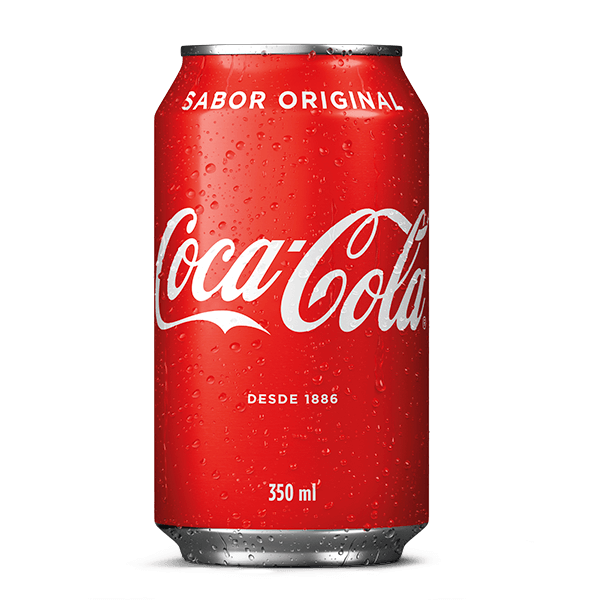 SABOR ORIGINAL
Coca-Cola
DESDE 1886
350 ml